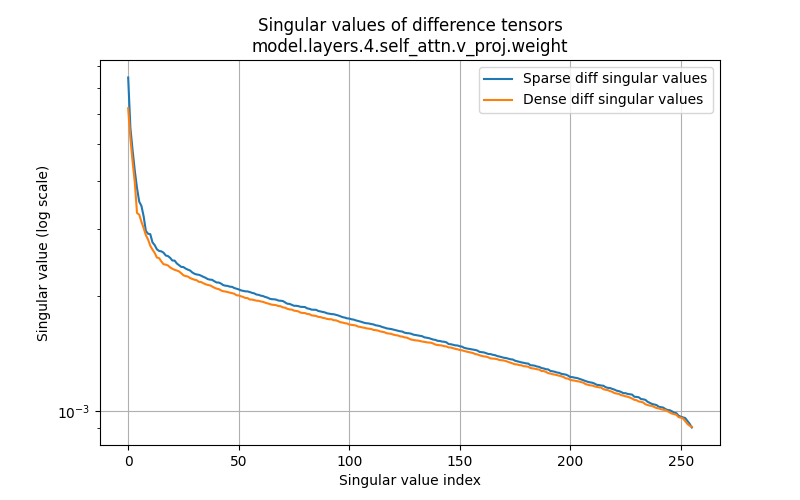 Singular values of difference tensors
model.layers.4.self_attn.v_proj.weight
Sparse diff singular values
Dense diff singular values
Singular value (log scale)
10⁻³
0 50 100 150 200 250
Singular value index